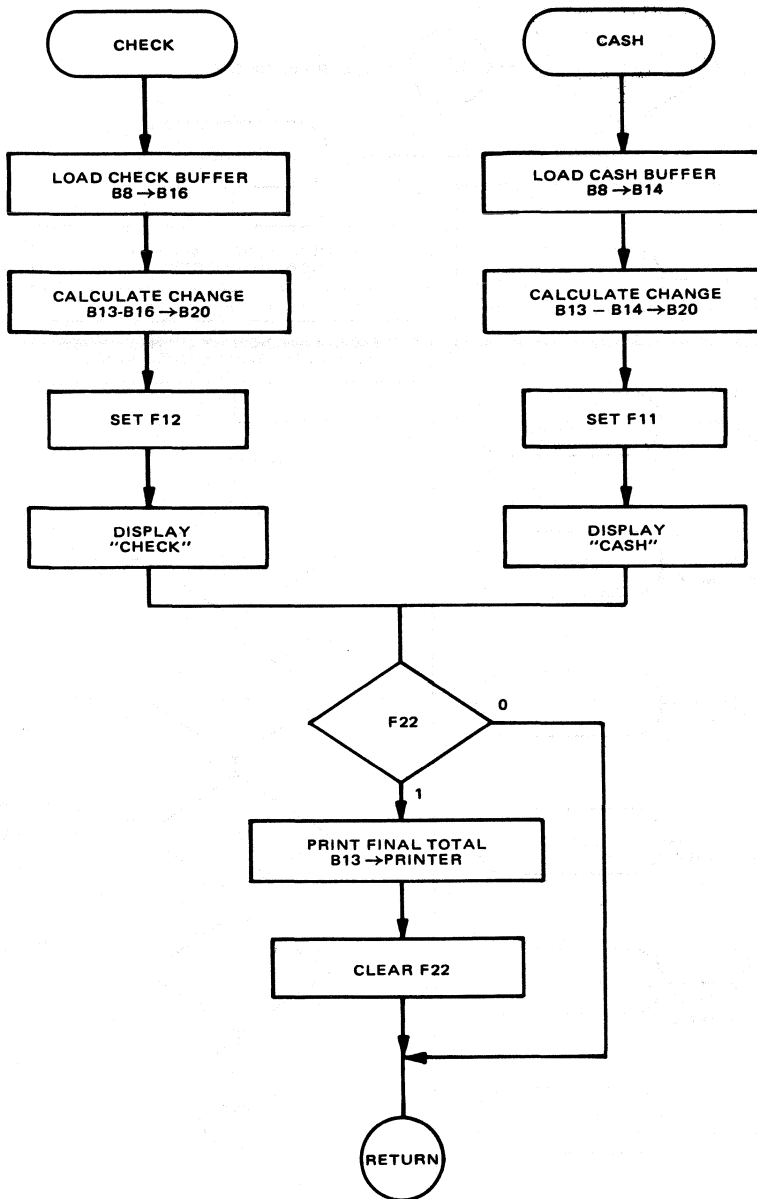 CHECK
LOAD CHECK BUFFER
B8→B16
CALCULATE CHANGE
B13-B16→B20
SET F12
DISPLAY
"CHECK"
CASH
LOAD CASH BUFFER
B8→B14
CALCULATE CHANGE
B13 – B14→B20
SET F11
DISPLAY
"CASH"
F22
0
1
PRINT FINAL TOTAL
B13→PRINTER
CLEAR F22
RETURN